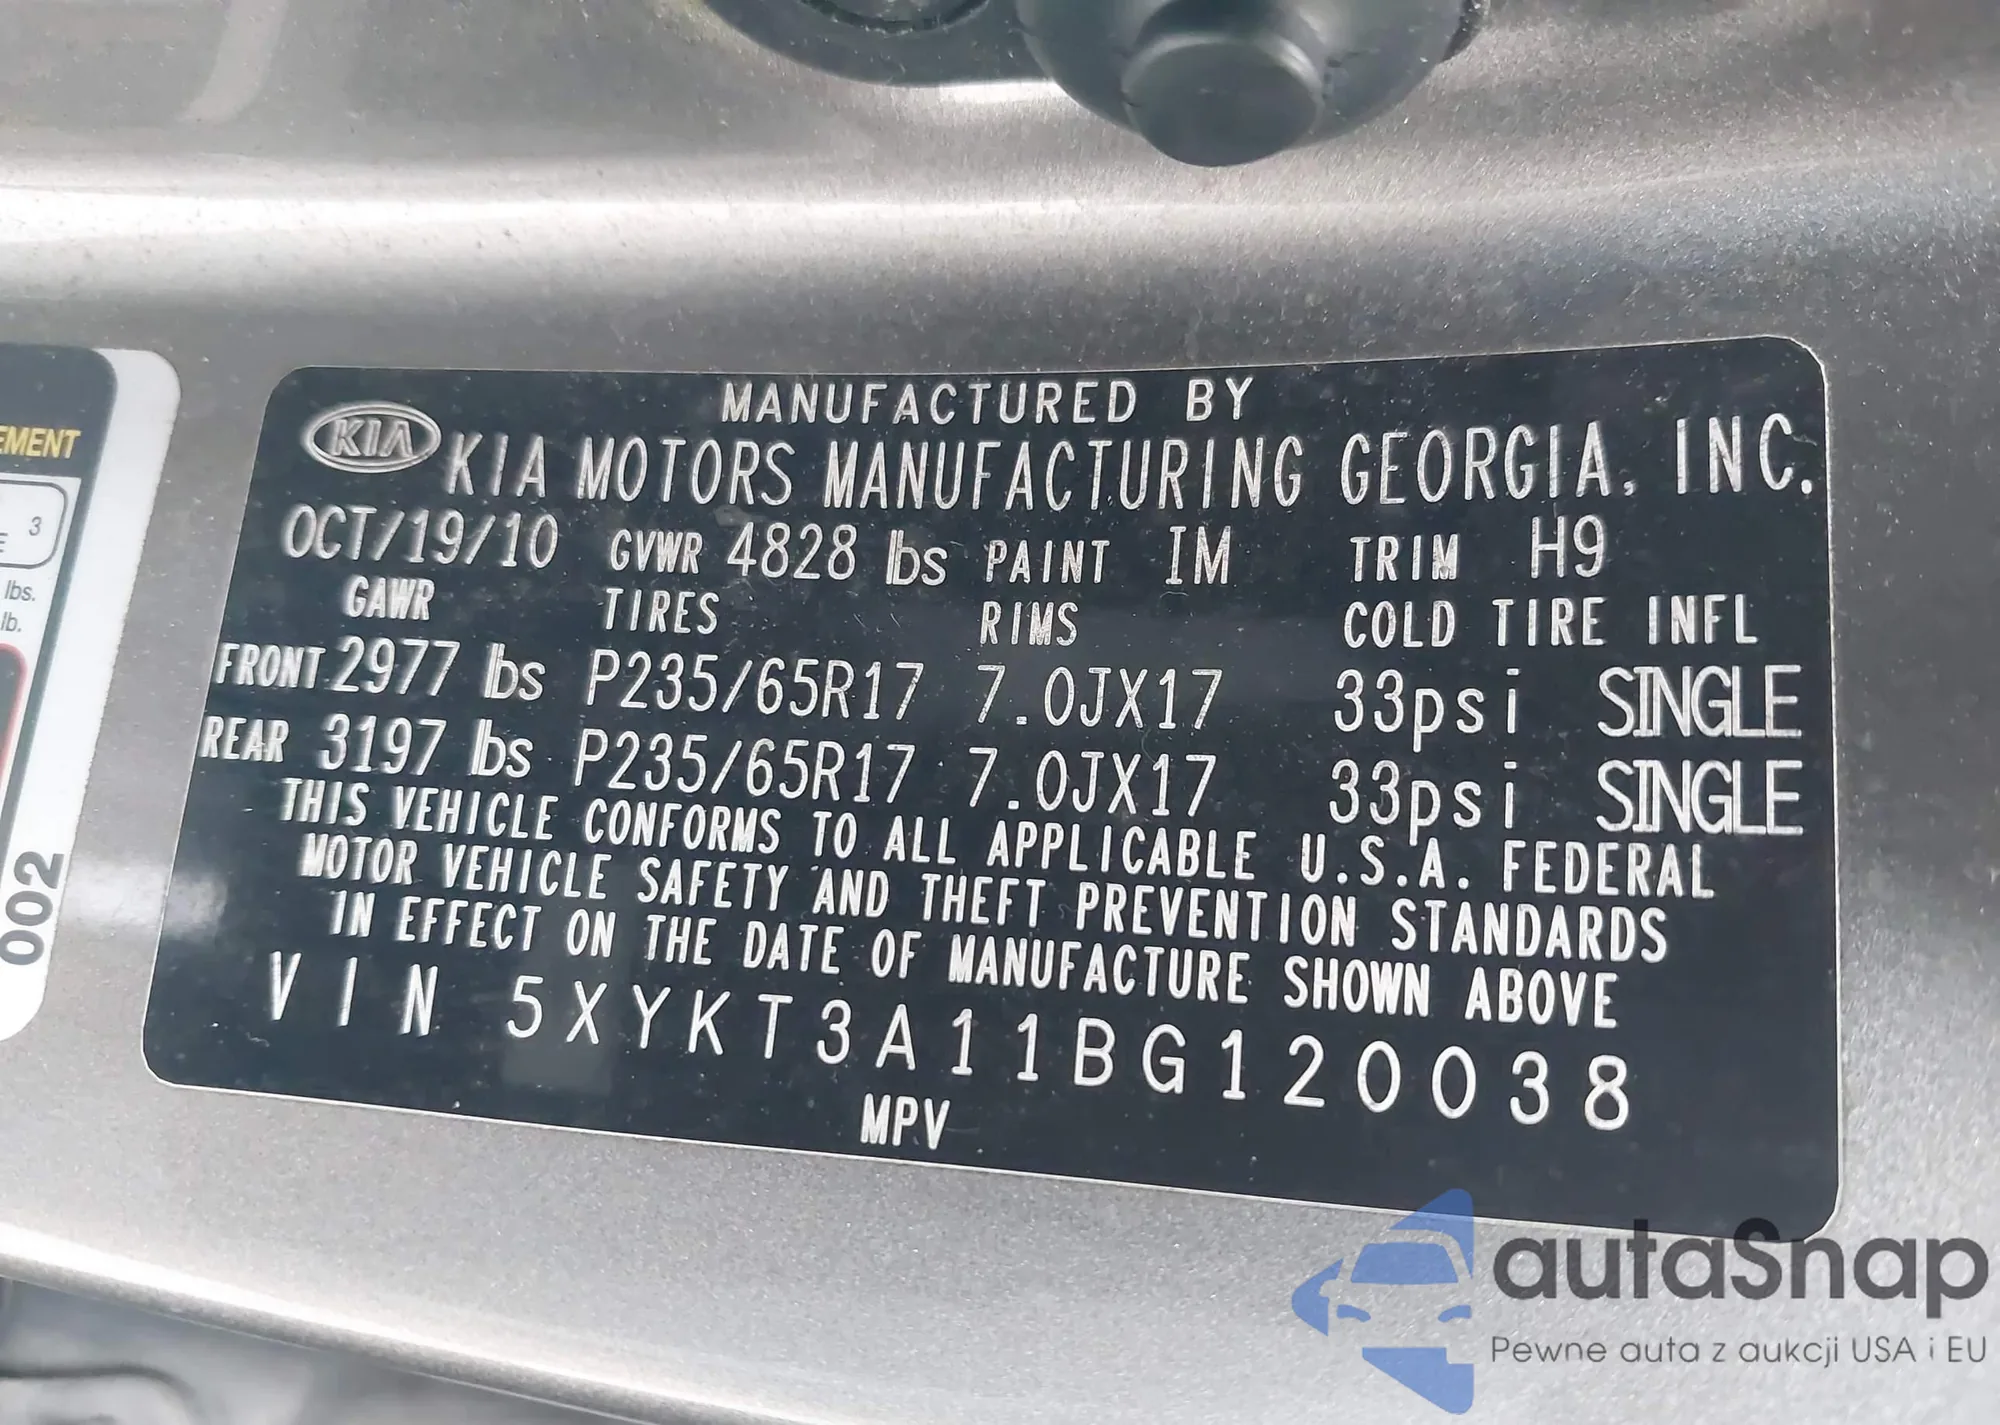 MANUFACTURED BY
KIA KIA MOTORS MANUFACTURING GEORGIA, INC.
OCT/19/10 GVWR 4828 lbs PAINT IM TRIM H9
GAWR TIRES RIMS COLD TIRE INFL
FRONT 2977 lbs P235/65R17 7.0JX17 33psi SINGLE
REAR 3197 lbs P235/65R17 7.0JX17 33psi SINGLE
THIS VEHICLE CONFORMS TO ALL APPLICABLE U.S.A. FEDERAL
MOTOR VEHICLE SAFETY AND THEFT PREVENTION STANDARDS
IN EFFECT ON THE DATE OF MANUFACTURE SHOWN ABOVE
VIN 5XYKT3A11BG120038
MPV
3
lbs.
lb.
002
autaSnap
Pewne auta z aukcji USA i EU